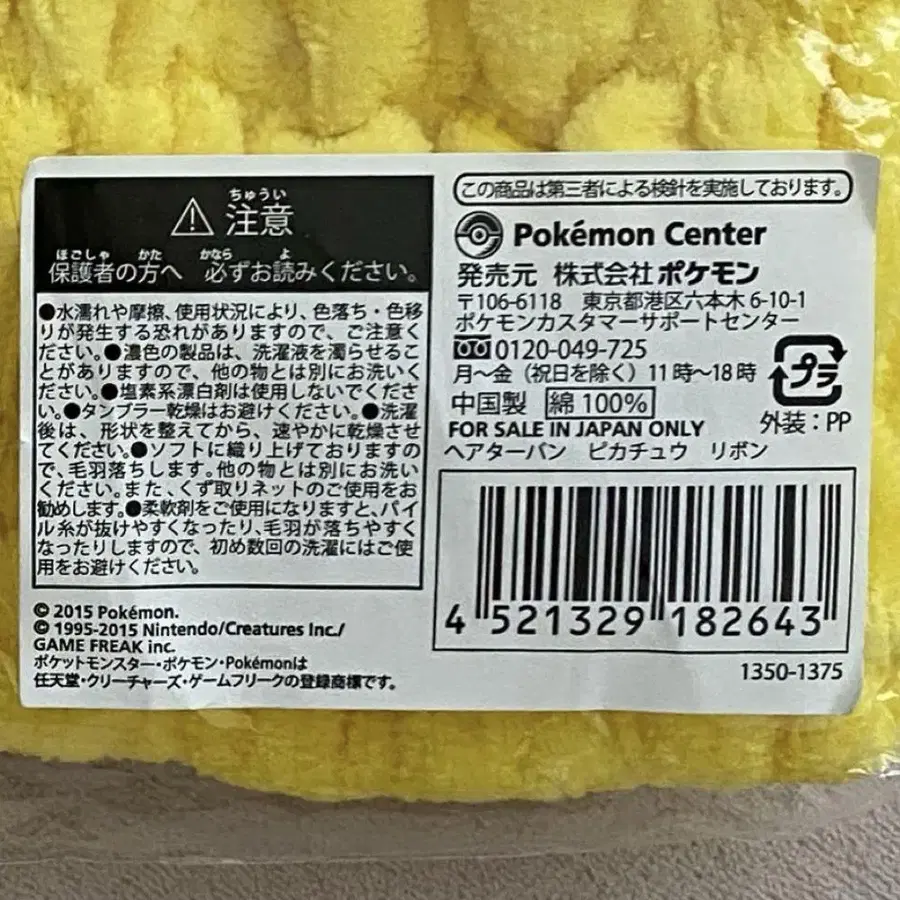 ちゅうい
注意
ほごしゃ かた かなら よ
保護者の方へ 必ずお読みください。
●水濡れや摩擦、使用状況により、色落ち・色移
りが発生する恐れがありますので、ご注意く
ださい。●濃色の製品は、洗濯液を濁らせるこ
とがありますので、他の物とは別にお洗いく
ださい。●塩素系漂白剤は使用しないでくださ
い。●タンブラー乾燥はお避けください。●洗濯
後は、形状を整えてから、速やかに乾燥させ
てください。●ソフトに織り上げておりますの
で、毛羽落ちします。他の物とは別にお洗い
ください。また、くず取りネットのご使用をお
勧めします。●柔軟剤をご使用になりますと、パイ
ル糸が抜けやすくなったり、毛羽が落ちやすく
なったりしますので、初め数回の洗濯にはご使
用をお避けください。
© 2015 Pokémon.
© 1995-2015 Nintendo/Creatures Inc./
GAME FREAK inc.
ポケットモンスター・ポケモン・Pokémonは
任天堂・クリーチャーズ・ゲームフリークの登録商標です。
この商品は第三者による検針を実施しております。
Pokémon Center
発売元 株式会社ポケモン
〒106-6118 東京都港区六本木6-10-1
ポケモンカスタマーサポートセンター
0120-049-725
月〜金（祝日を除く）11時〜18時
中国製 綿100%
プラ
外装：PP
FOR SALE IN JAPAN ONLY
ヘアターバン ピカチュウ リボン
4 521329 182643
1350-1375